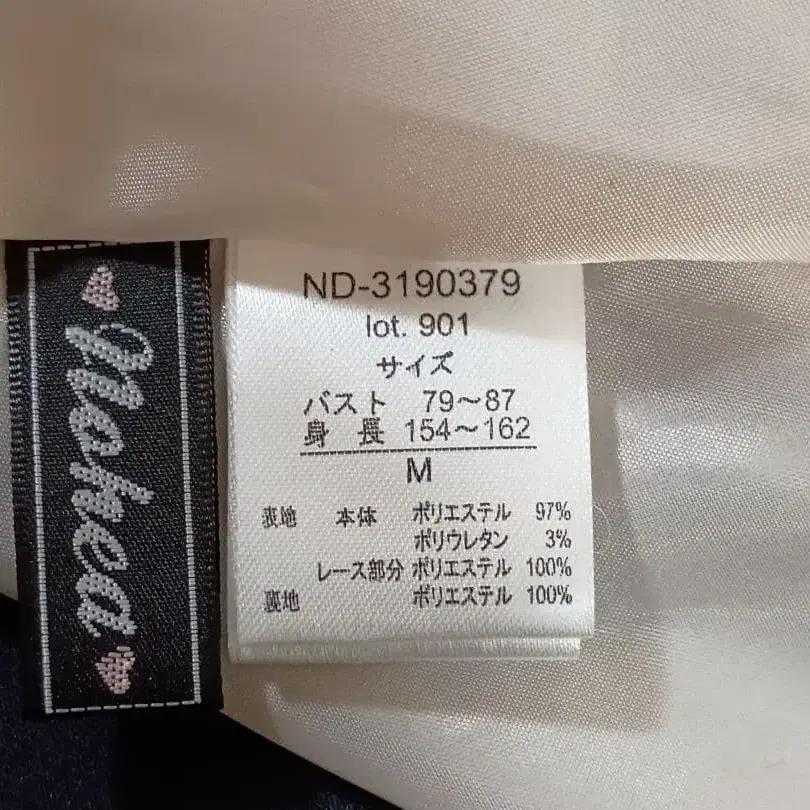 Nohea
ND-3190379
lot. 901
サイズ
バスト 79～87
身 長 154～162
M
表地 本体 ポリエステル 97%
ポリウレタン 3%
レース部分 ポリエステル 100%
裏地 ポリエステル 100%